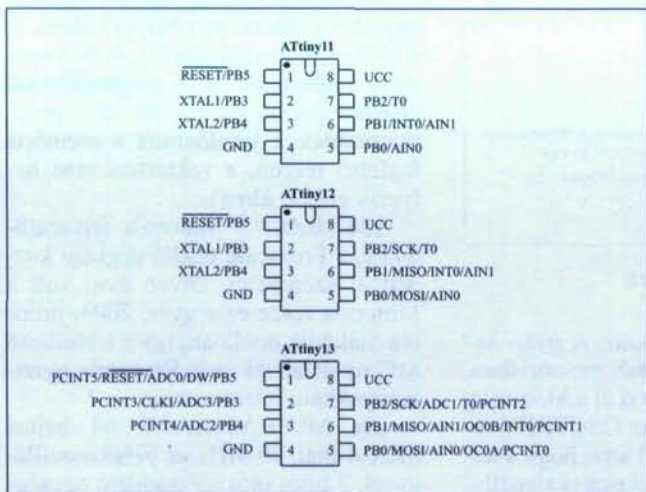 ATtiny11
RESET/PB5 1 8 UCC
XTAL1/PB3 2 7 PB2/T0
XTAL2/PB4 3 6 PB1/INT0/AIN1
GND 4 5 PB0/AIN0
ATtiny12
RESET/PB5 1 8 UCC
XTAL1/PB3 2 7 PB2/SCK/T0
XTAL2/PB4 3 6 PB1/MISO/INT0/AIN1
GND 4 5 PB0/MOSI/AIN0
ATtiny13
PCINT5/RESET/ADC0/DW/PB5 1 8 UCC
PCINT3/CLKI/ADC3/PB3 2 7 PB2/SCK/ADC1/T0/PCINT2
PCINT4/ADC2/PB4 3 6 PB1/MISO/AIN1/OC0B/INT0/PCINT1
GND 4 5 PB0/MOSI/AIN0/OC0A/PCINT0